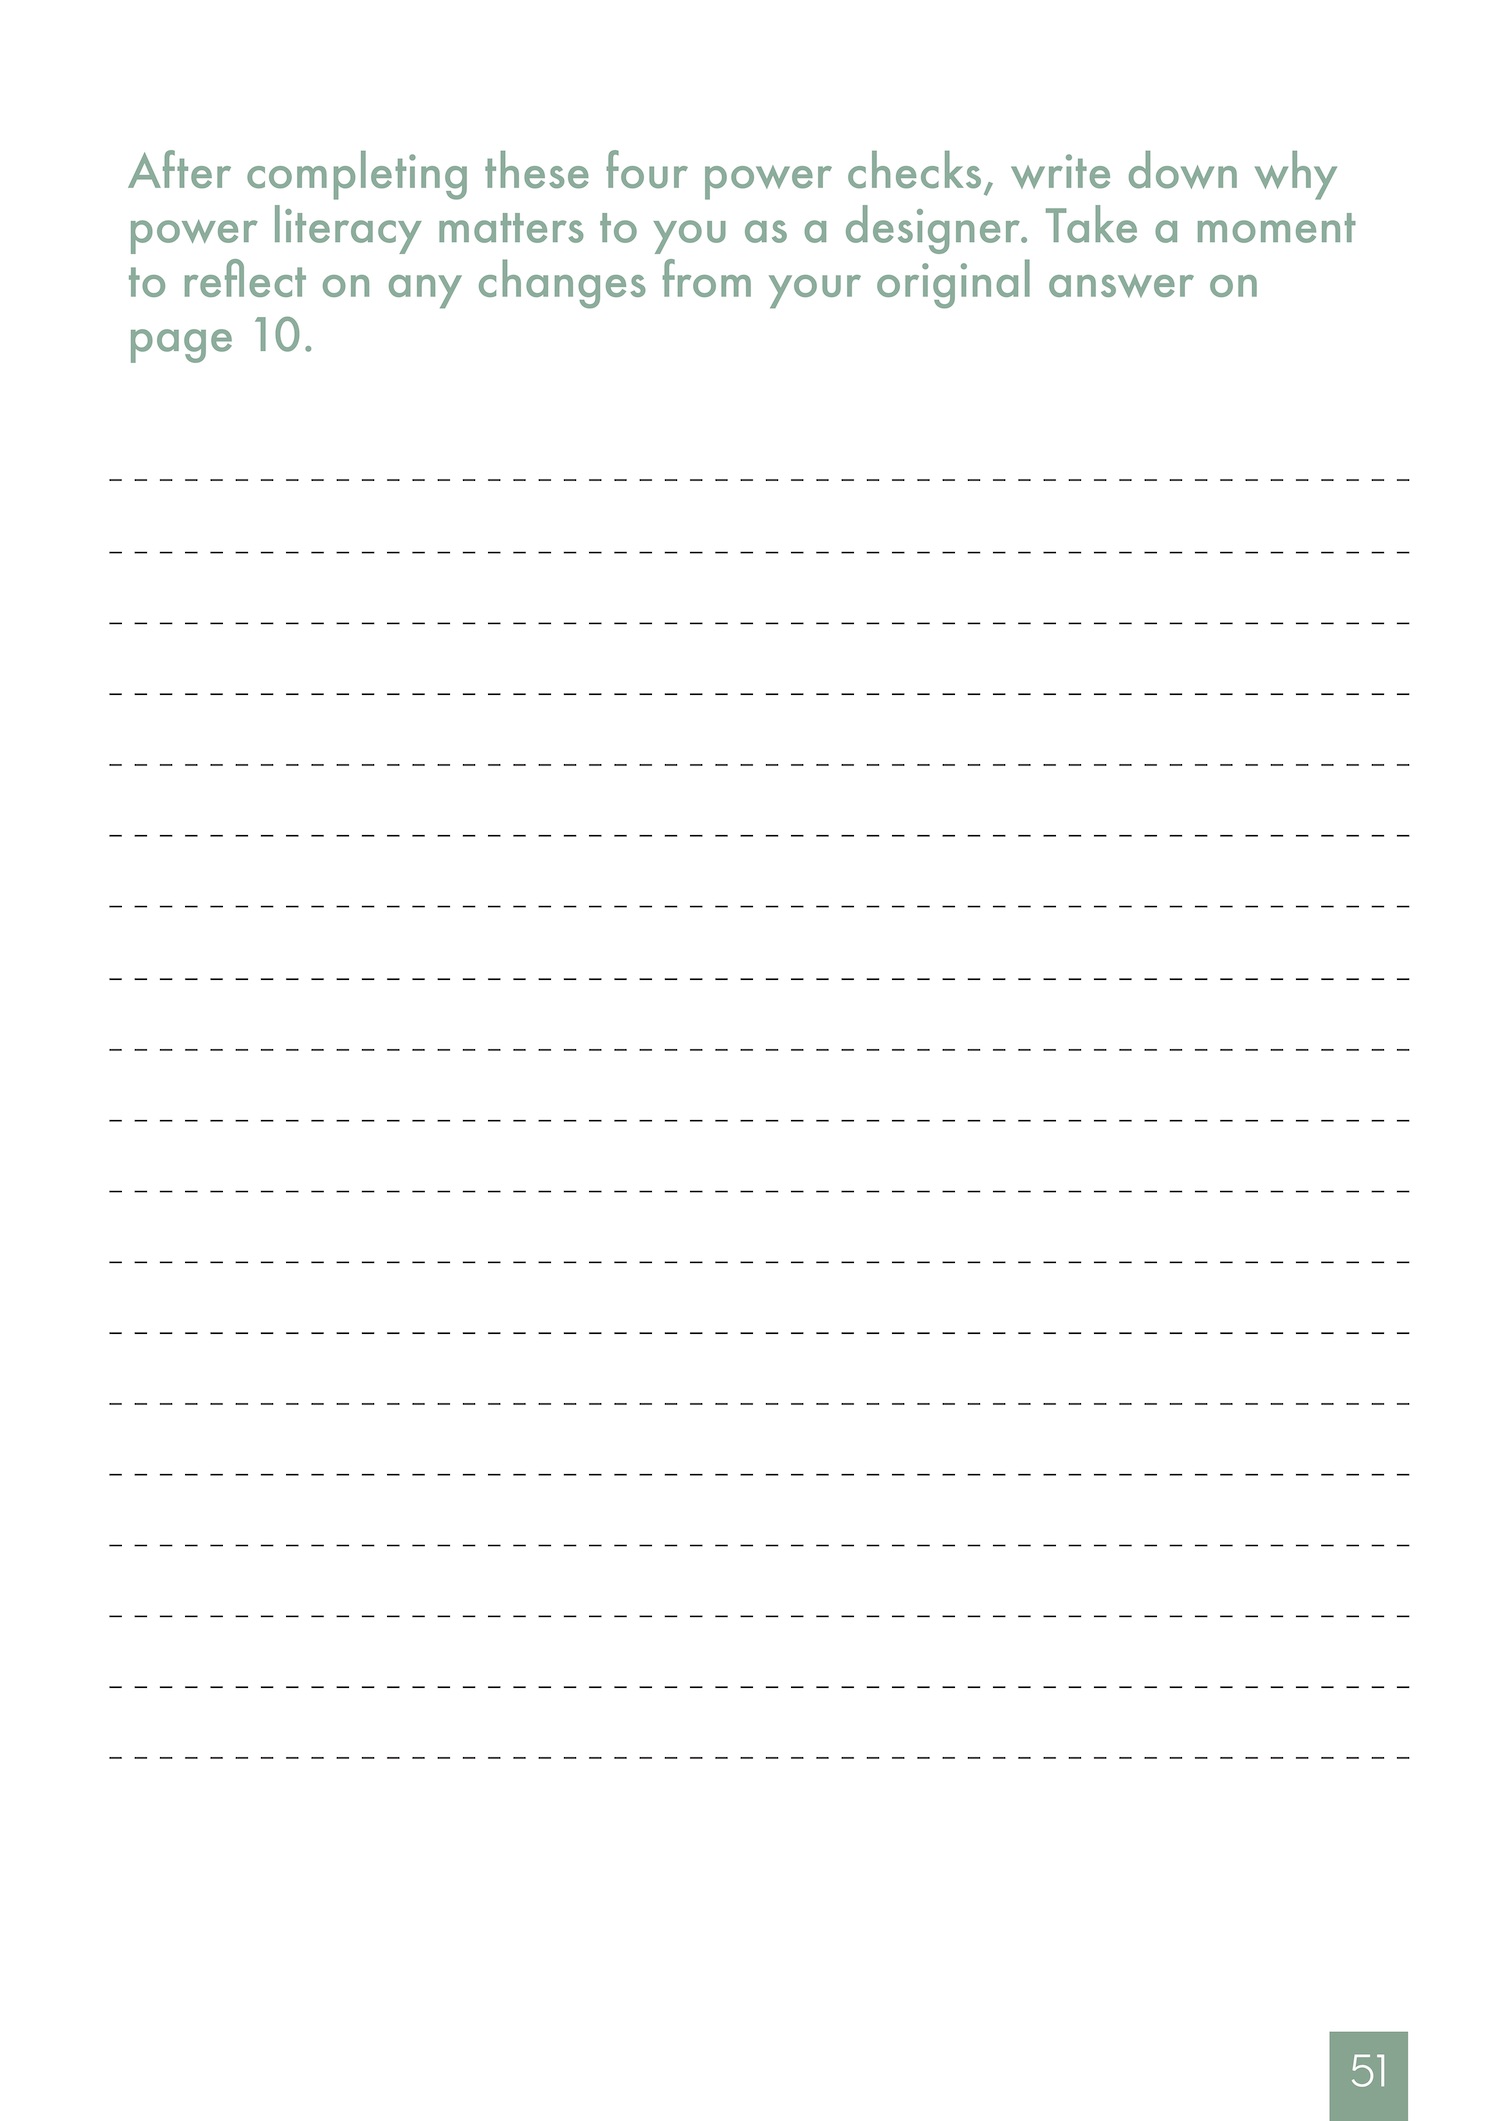 After completing these four power checks, write down why
power literacy matters to you as a designer. Take a moment
to reflect on any changes from your original answer on
page 10.
51